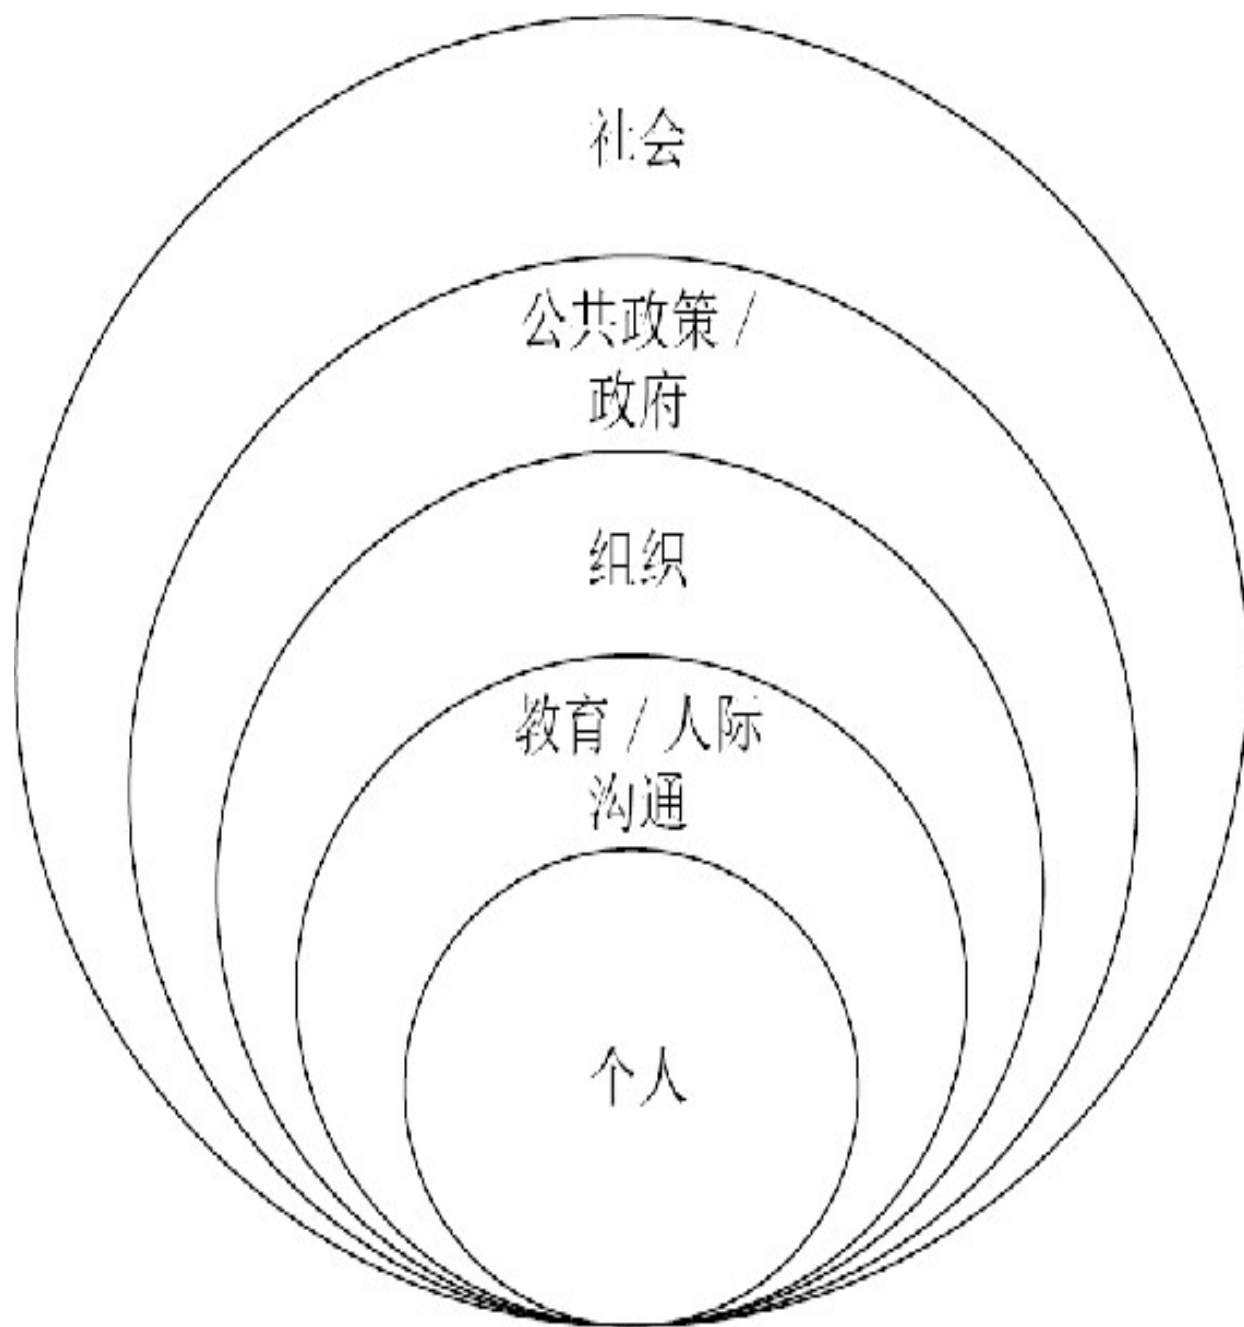 社会
公共政策 /
政府
组织
教育 / 人际
沟通
个人